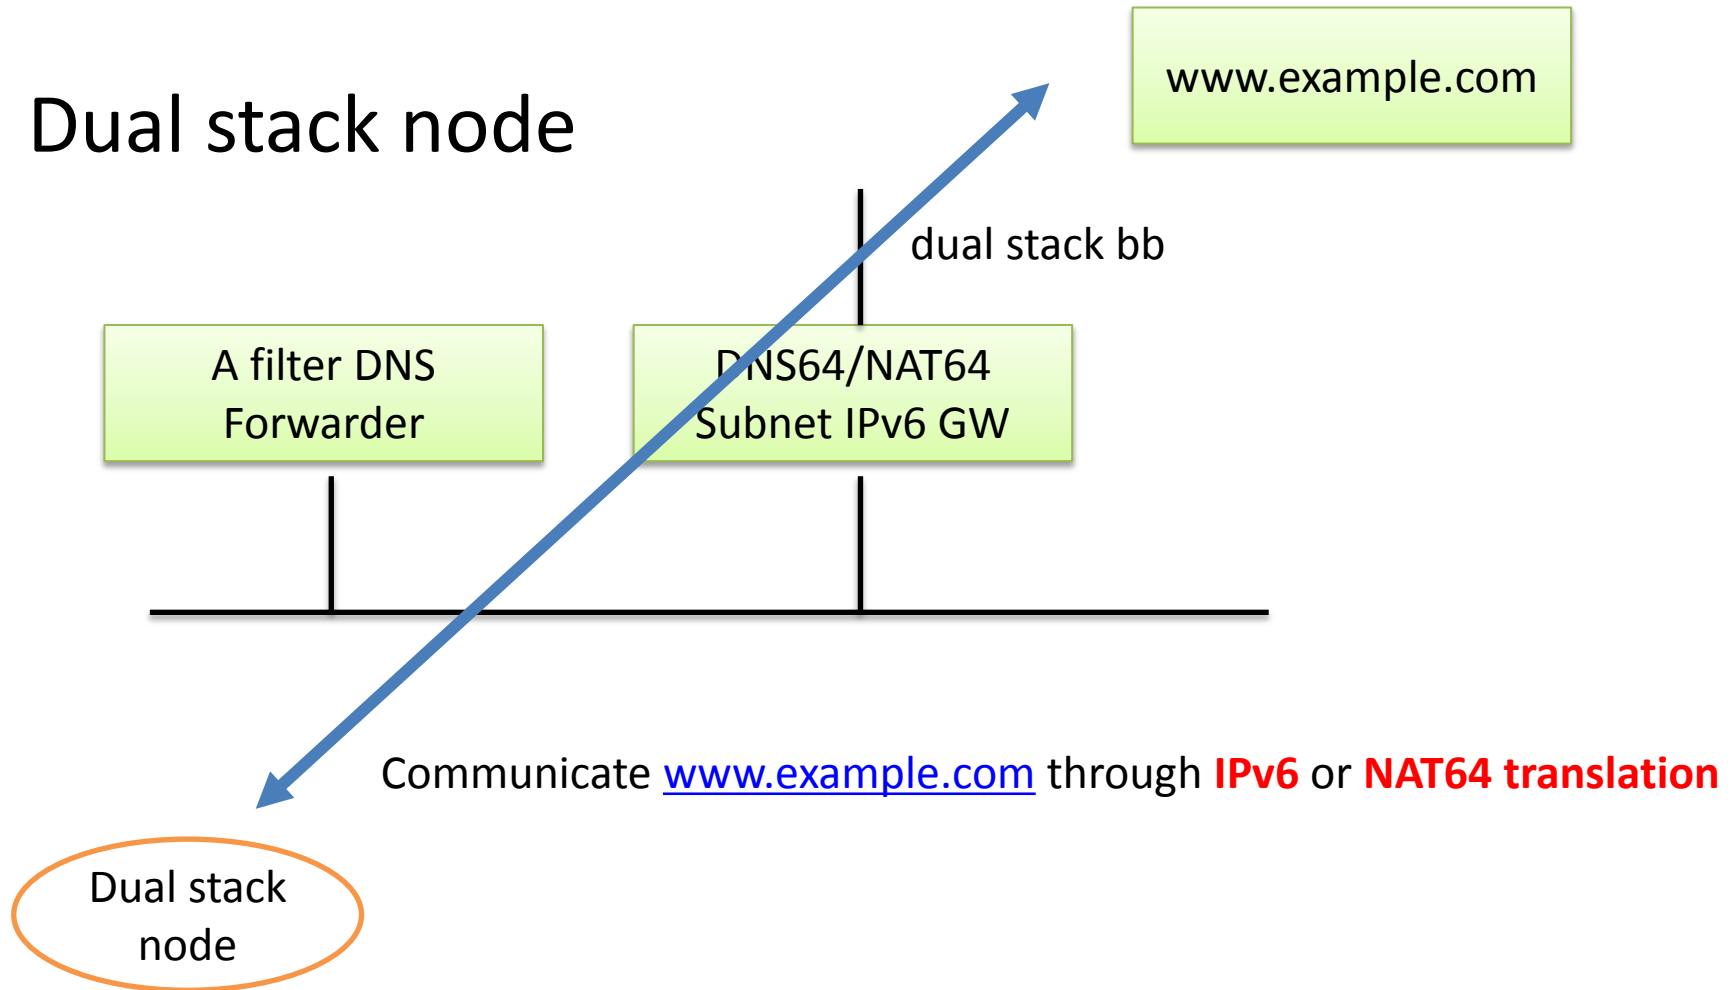 www.example.com
Dual stack node
dual stack bb
A filter DNS
Forwarder
DNS64/NAT64
Subnet IPv6 GW
Communicate www.example.com through IPv6 or NAT64 translation
Dual stack
node